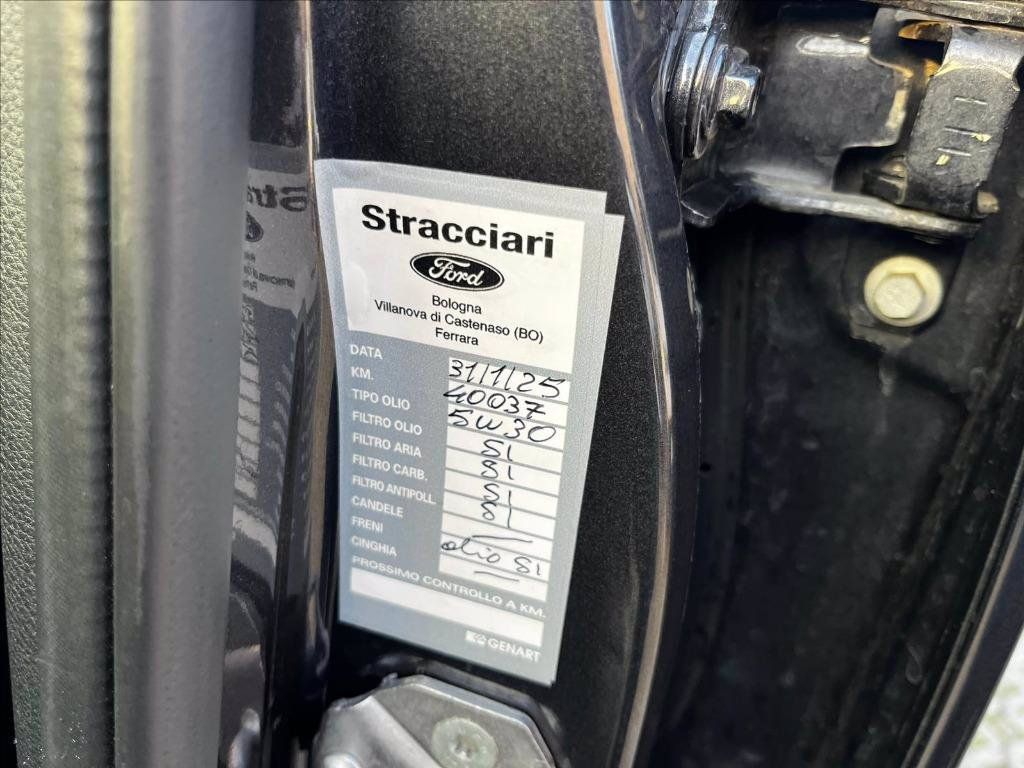 Stracciari
Ford
Bologna
Villanova di Castenaso (BO)
Ferrara
DATA 31/1/25
KM. 40037
TIPO OLIO 5W30
FILTRO OLIO SI
FILTRO ARIA SI
FILTRO CARB. SI
FILTRO ANTIPOLL. SI
CANDELE —
FRENI olio SI
CINGHIA —
PROSSIMO CONTROLLO A KM.
GENART